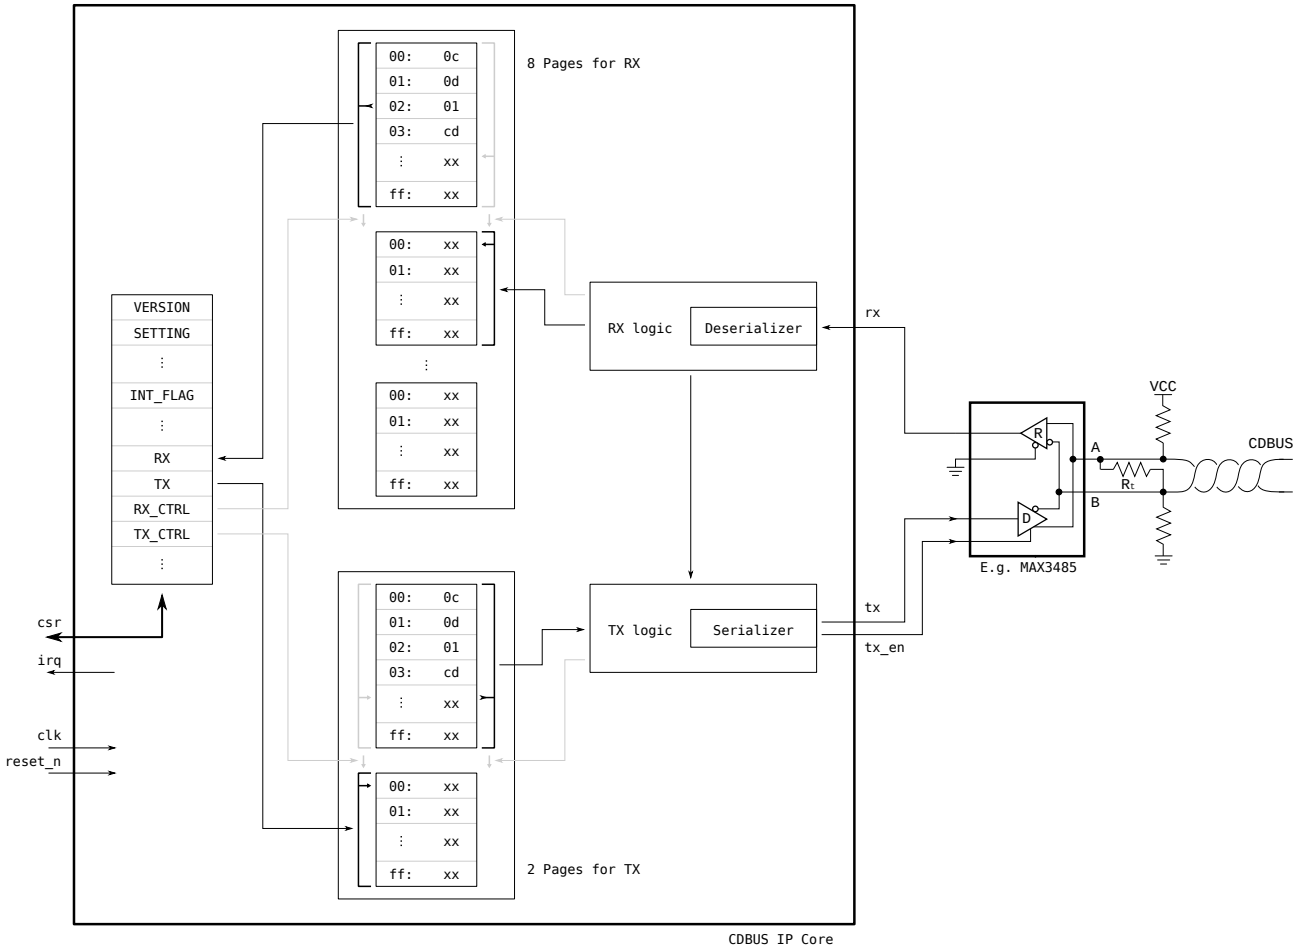 8 Pages for RX
00: 0c
01: 0d
02: 01
03: cd
⋮ xx
ff: xx
00: xx
01: xx
⋮ xx
ff: xx
⋮
00: xx
01: xx
⋮ xx
ff: xx
VERSION
SETTING
⋮
INT_FLAG
⋮
RX
TX
RX_CTRL
TX_CTRL
⋮
RX logic
Deserializer
rx
VCC
R
A
CDBUS
Rt
B
D
E.g. MAX3485
00: 0c
01: 0d
02: 01
03: cd
⋮ xx
ff: xx
00: xx
01: xx
⋮ xx
ff: xx
2 Pages for TX
TX logic
Serializer
tx
tx_en
csr
irq
clk
reset_n
CDBUS IP Core